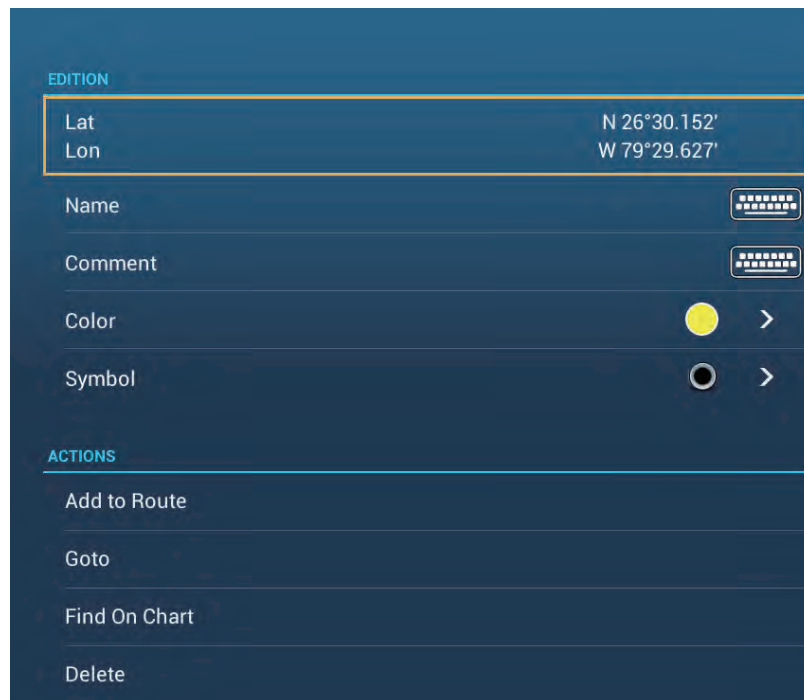 EDITION
Lat N 26°30.152'
Lon W 79°29.627'
Name
Comment
Color
Symbol
ACTIONS
Add to Route
Goto
Find On Chart
Delete